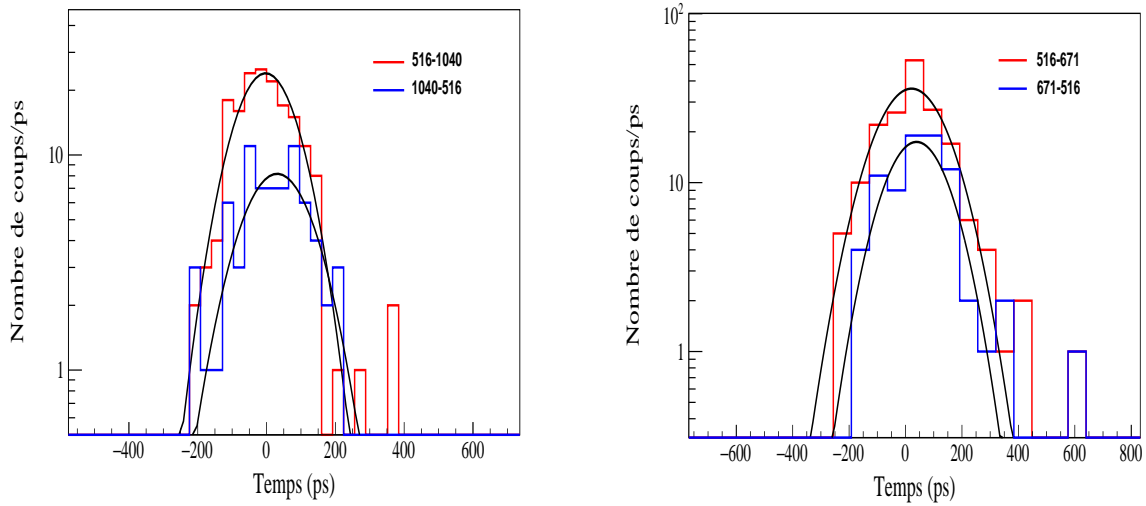 516-1040
1040-516
Nombre de coups/ps
10
1
−400 −200 0 200 400 600
Temps (ps)
10²
516-671
671-516
Nombre de coups/ps
10
1
−600 −400 −200 0 200 400 600 800
Temps (ps)